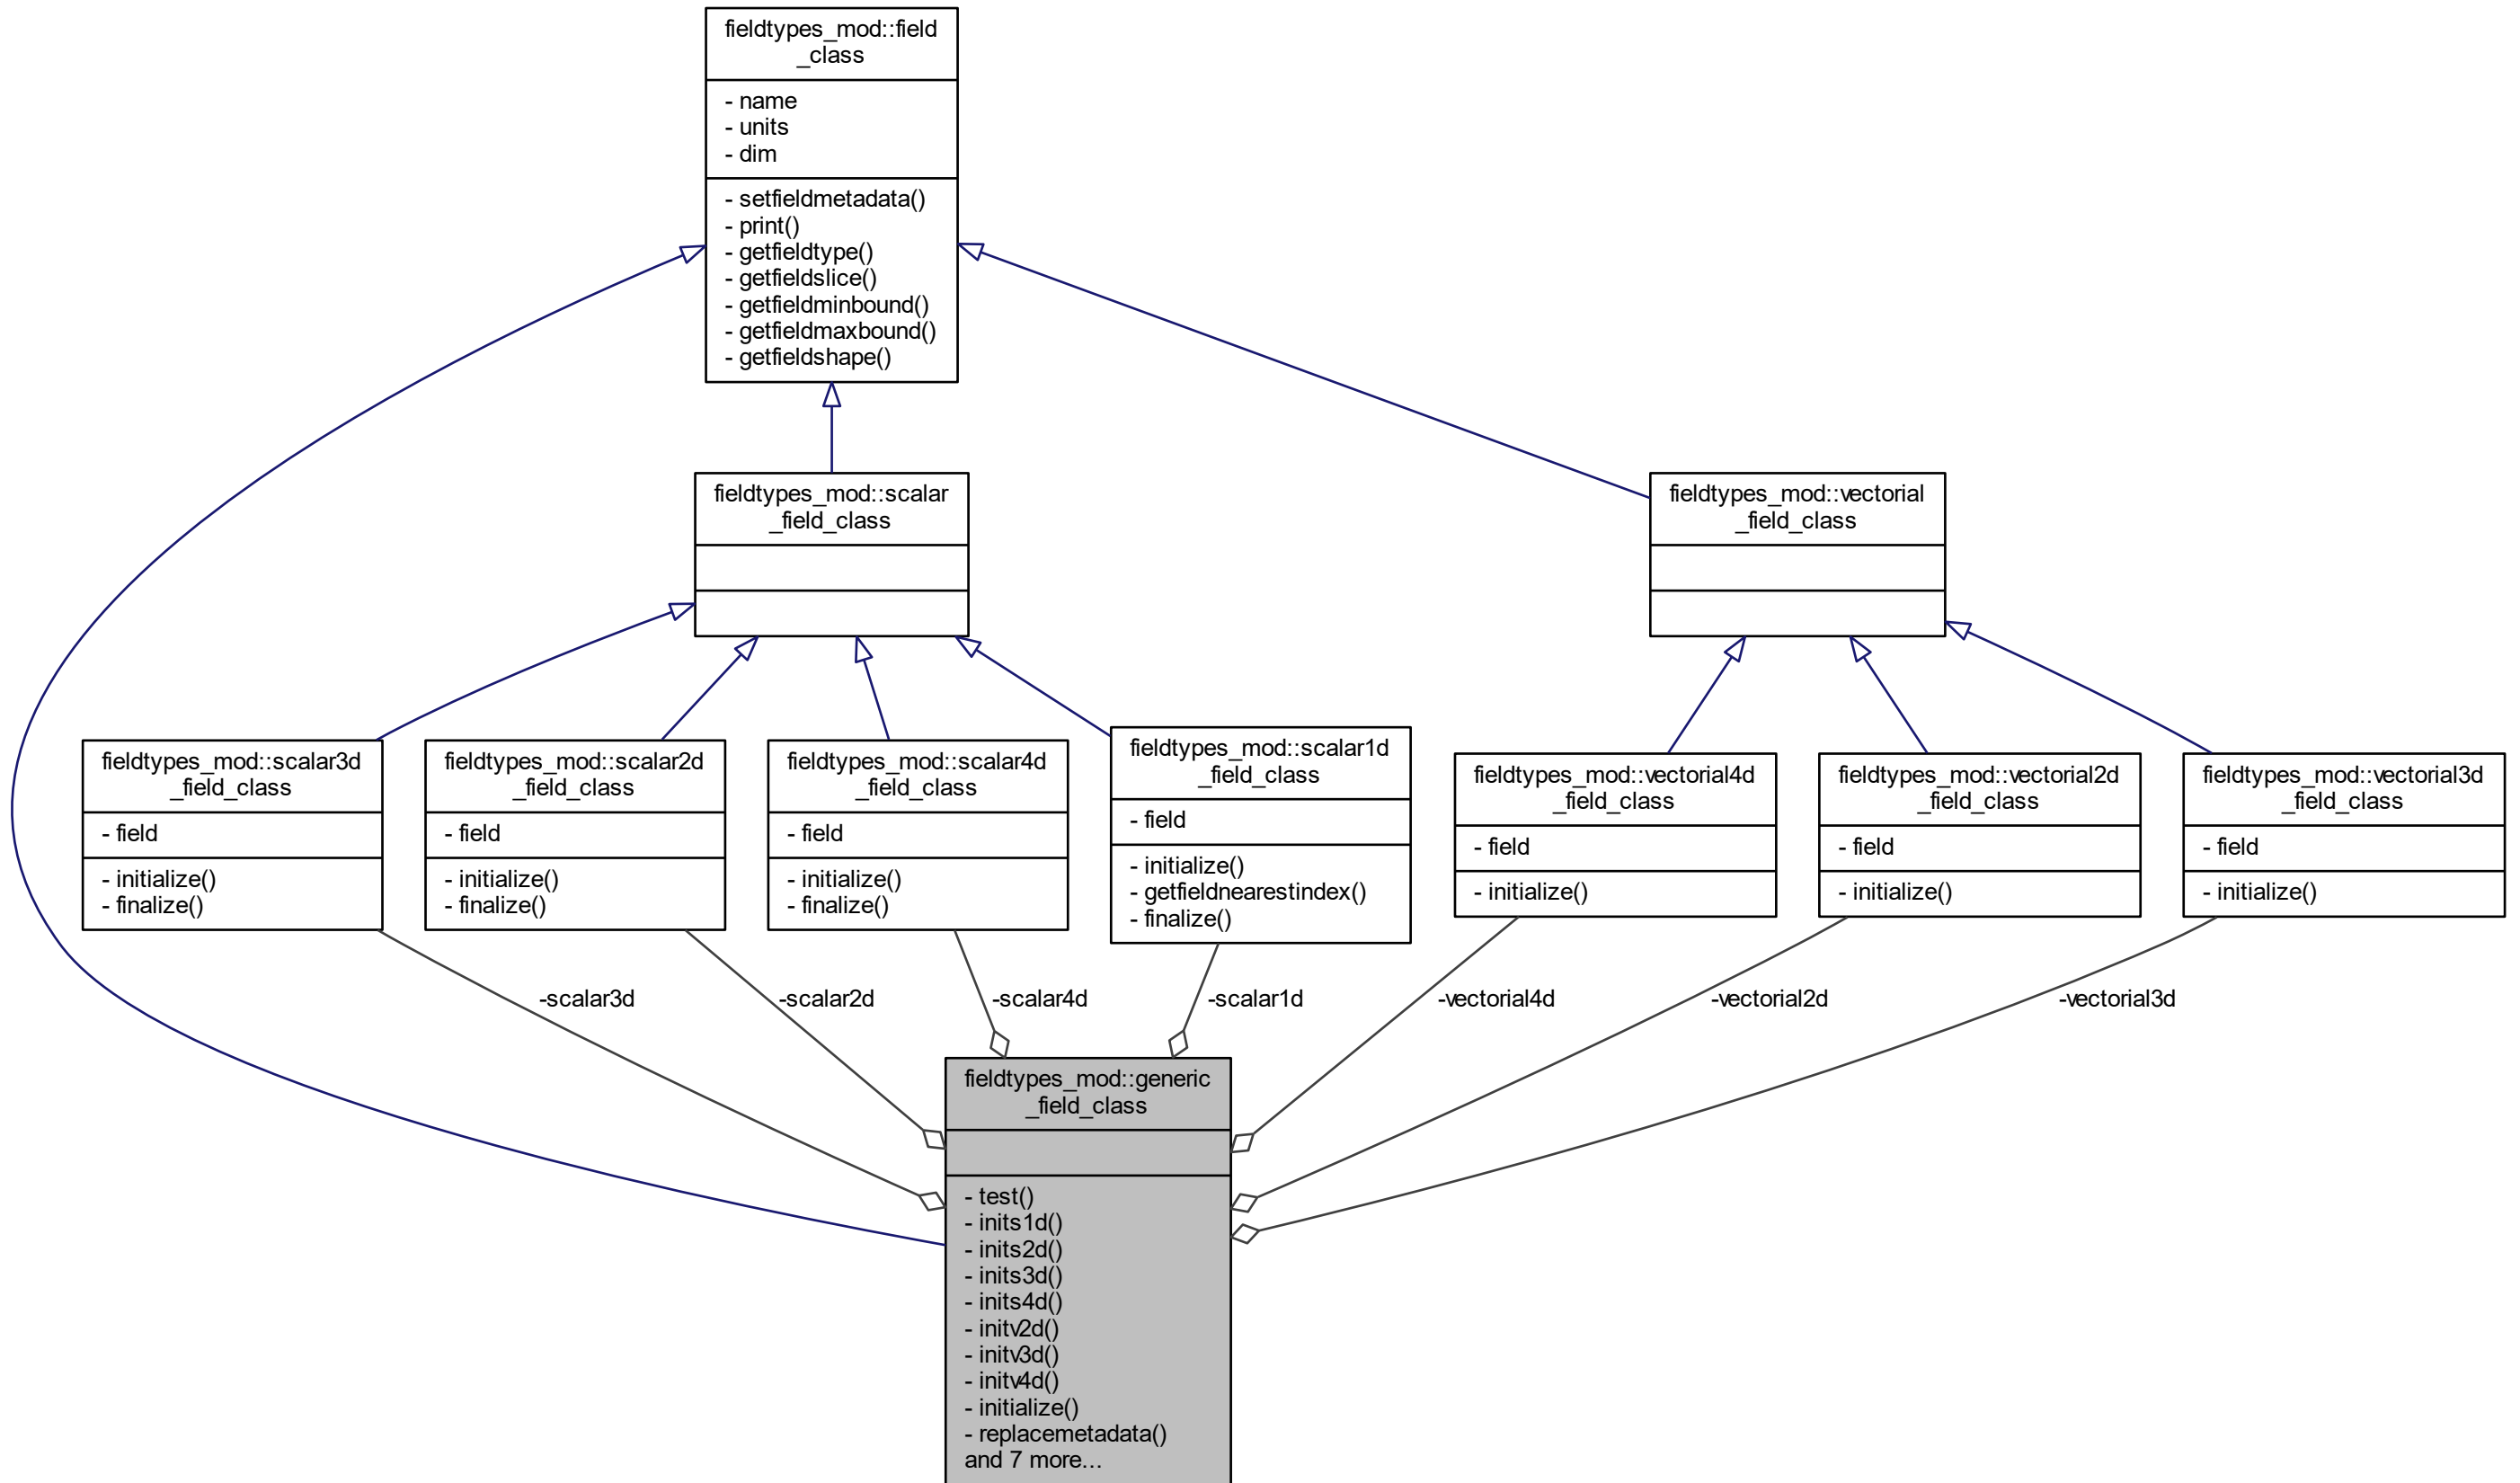 fieldtypes_mod::field
_class
- name
- units
- dim
- setfieldmetadata()
- print()
- getfieldtype()
- getfieldslice()
- getfieldminbound()
- getfieldmaxbound()
- getfieldshape()
fieldtypes_mod::scalar
_field_class
fieldtypes_mod::vectorial
_field_class
fieldtypes_mod::scalar3d
_field_class
- field
- initialize()
- finalize()
fieldtypes_mod::scalar2d
_field_class
- field
- initialize()
- finalize()
fieldtypes_mod::scalar4d
_field_class
- field
- initialize()
- finalize()
fieldtypes_mod::scalar1d
_field_class
- field
- initialize()
- getfieldnearestindex()
- finalize()
fieldtypes_mod::vectorial4d
_field_class
- field
- initialize()
fieldtypes_mod::vectorial2d
_field_class
- field
- initialize()
fieldtypes_mod::vectorial3d
_field_class
- field
- initialize()
-scalar3d
-scalar2d
-scalar4d
-scalar1d
-vectorial4d
-vectorial2d
-vectorial3d
fieldtypes_mod::generic
_field_class
- test()
- inits1d()
- inits2d()
- inits3d()
- inits4d()
- initv2d()
- initv3d()
- initv4d()
- initialize()
- replacemetadata()
and 7 more...